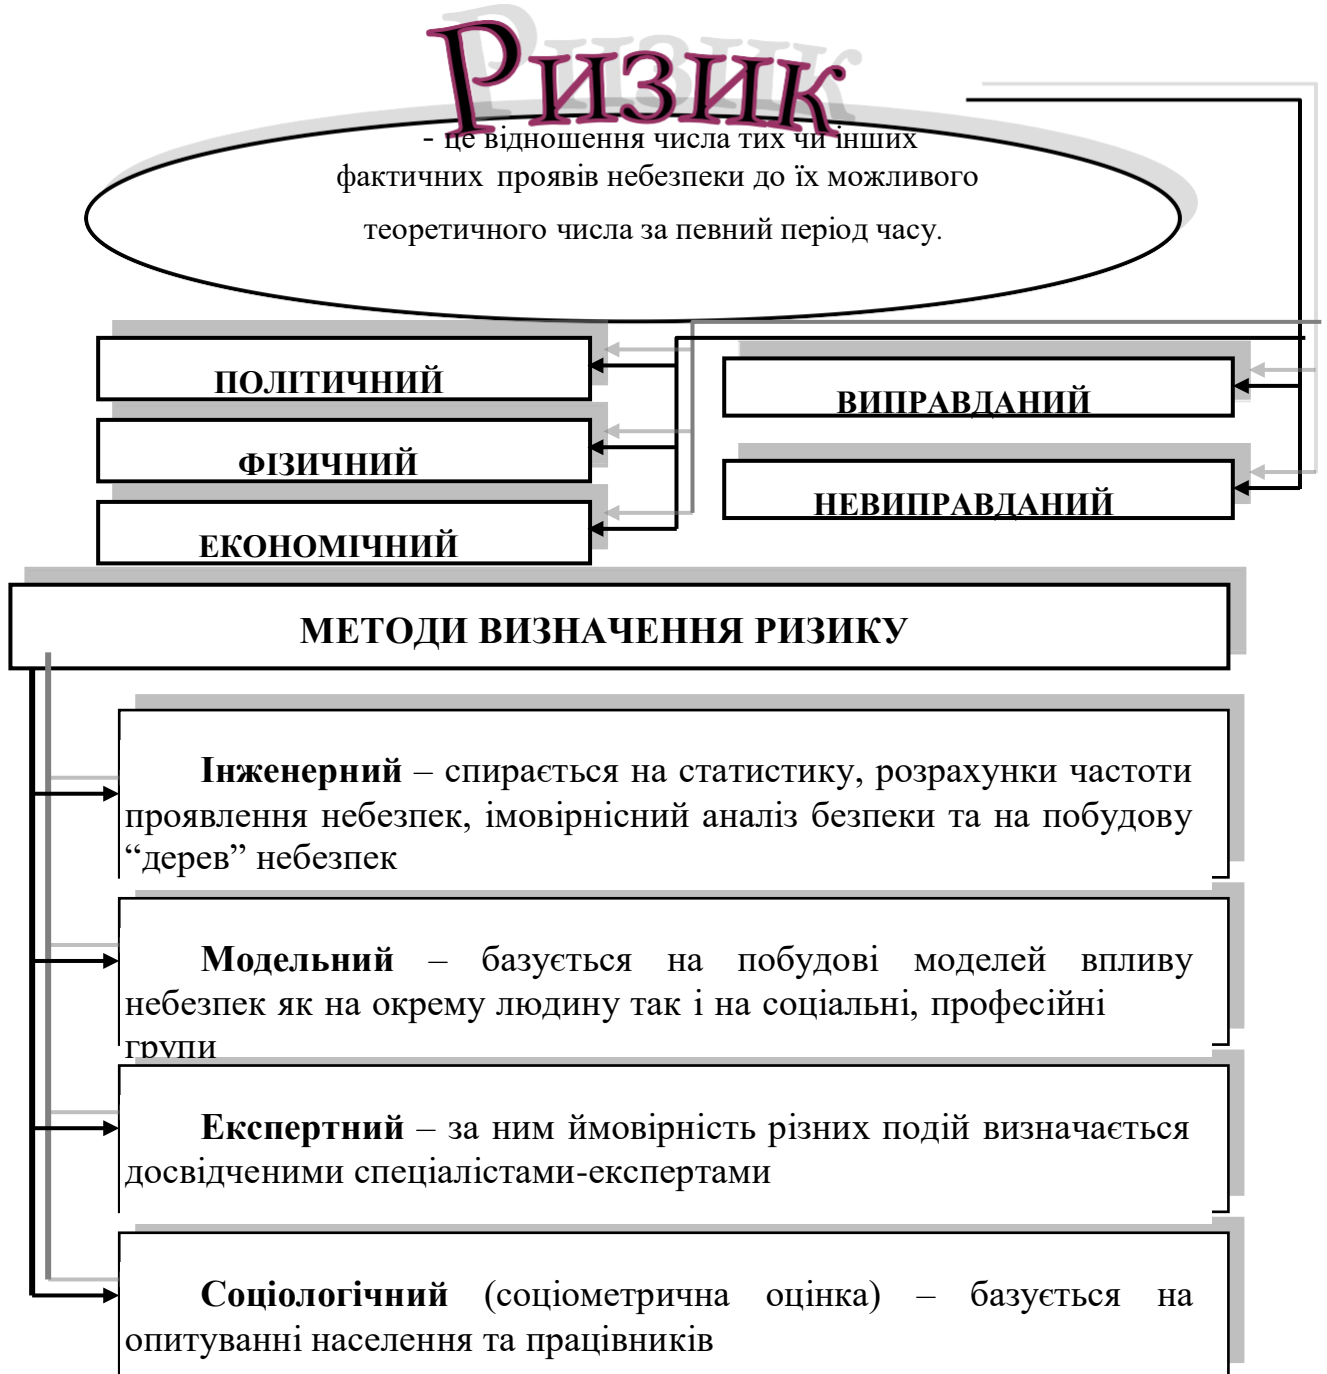 Ризик
- це відношення числа тих чи інших
фактичних проявів небезпеки до їх можливого
теоретичного числа за певний період часу.
ПОЛІТИЧНИЙ
ВИПРАВДАНИЙ
ФІЗИЧНИЙ
НЕВИПРАВДАНИЙ
ЕКОНОМІЧНИЙ
МЕТОДИ ВИЗНАЧЕННЯ РИЗИКУ
Інженерний – спирається на статистику, розрахунки частоти
проявлення небезпек, імовірнісний аналіз безпеки та на побудову
“дерев” небезпек
Модельний – базується на побудові моделей впливу
небезпек як на окрему людину так і на соціальні, професійні
групи
Експертний – за ним ймовірність різних подій визначається
досвідченими спеціалістами-експертами
Соціологічний (соціометрична оцінка) – базується на
опитуванні населення та працівників